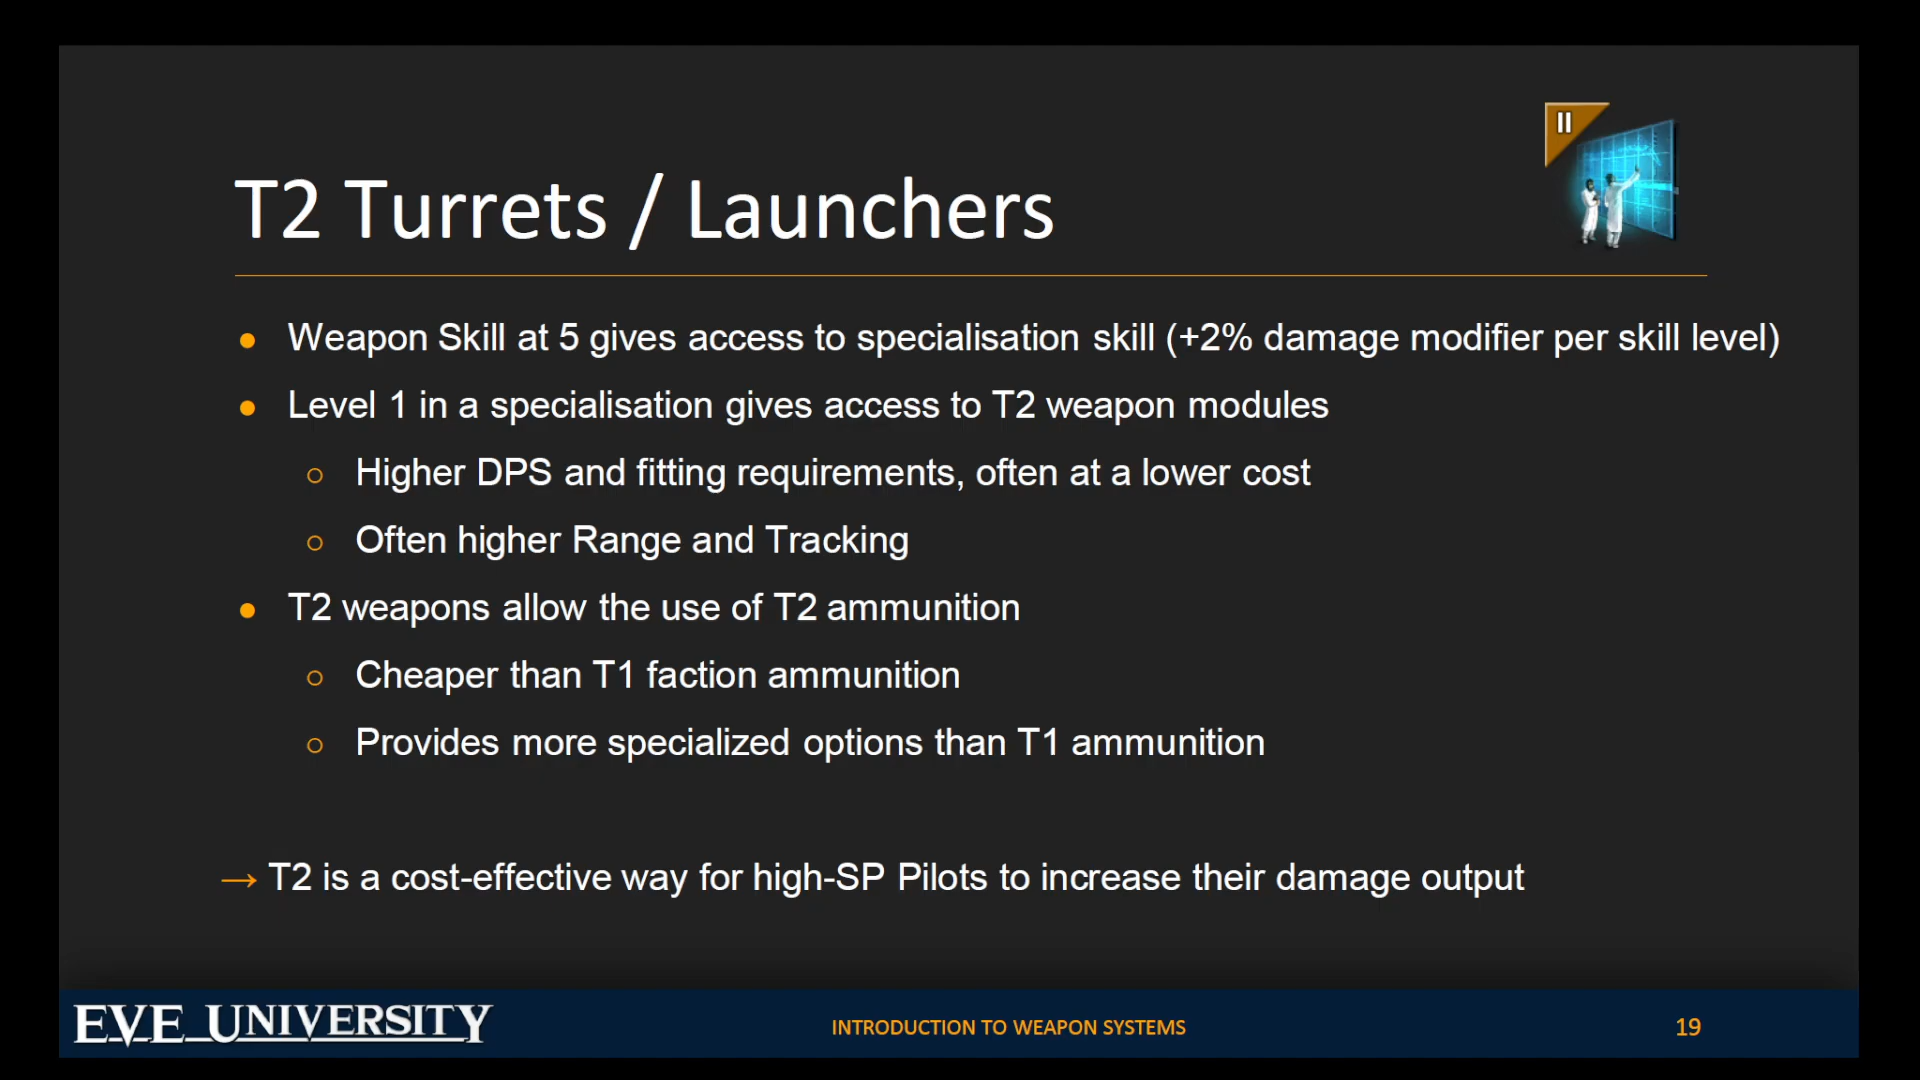 II
T2 Turrets / Launchers
● Weapon Skill at 5 gives access to specialisation skill (+2% damage modifier per skill level)
● Level 1 in a specialisation gives access to T2 weapon modules
○ Higher DPS and fitting requirements, often at a lower cost
○ Often higher Range and Tracking
● T2 weapons allow the use of T2 ammunition
○ Cheaper than T1 faction ammunition
○ Provides more specialized options than T1 ammunition
→ T2 is a cost-effective way for high-SP Pilots to increase their damage output
EVE UNIVERSITY
INTRODUCTION TO WEAPON SYSTEMS
19